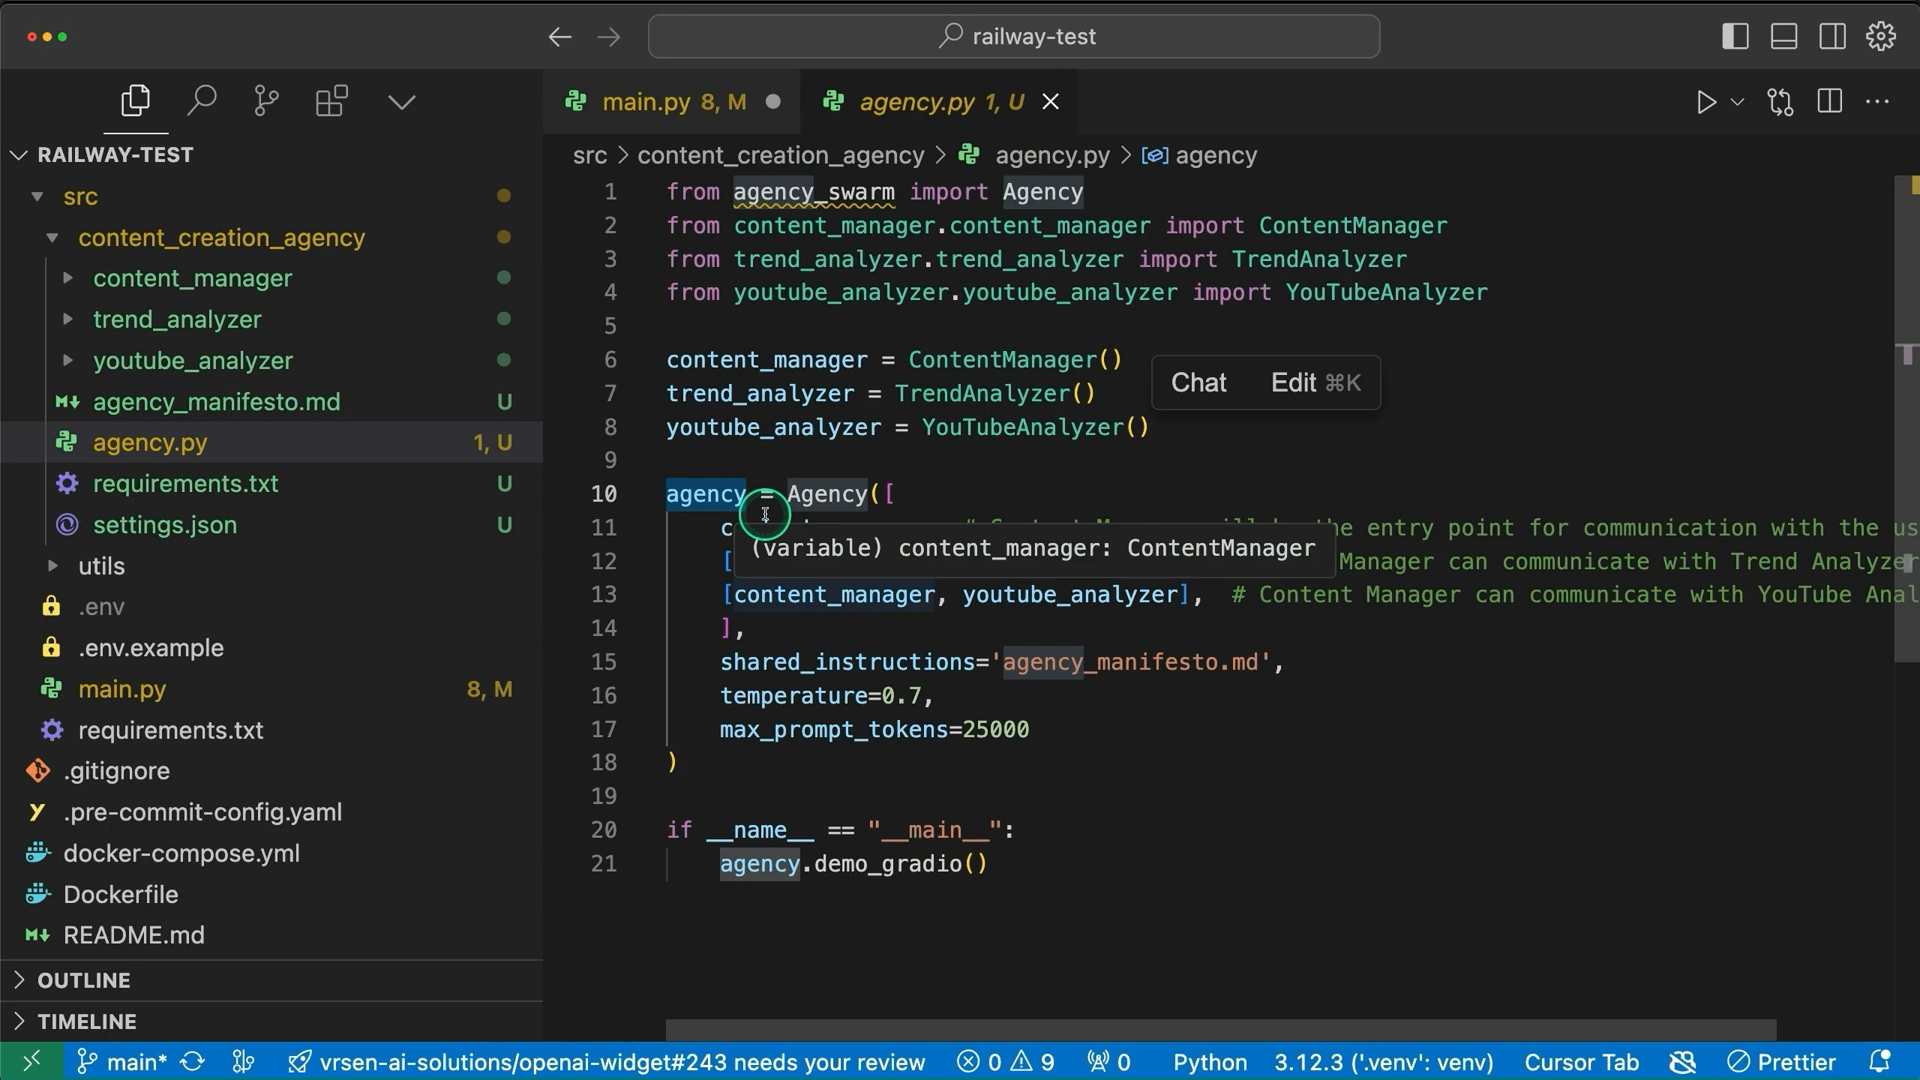 railway-test
main.py 8, M
agency.py 1, U
RAILWAY-TEST
src
content_creation_agency
content_manager
trend_analyzer
youtube_analyzer
agency_manifesto.md U
agency.py 1, U
requirements.txt U
settings.json U
utils
.env
.env.example
main.py 8, M
requirements.txt
.gitignore
.pre-commit-config.yaml
docker-compose.yml
Dockerfile
README.md
OUTLINE
TIMELINE
src > content_creation_agency > agency.py > agency
1 from agency_swarm import Agency
2 from content_manager.content_manager import ContentManager
3 from trend_analyzer.trend_analyzer import TrendAnalyzer
4 from youtube_analyzer.youtube_analyzer import YouTubeAnalyzer
5
6 content_manager = ContentManager()
7 trend_analyzer = TrendAnalyzer()
8 youtube_analyzer = YouTubeAnalyzer()
Chat Edit ⌘K
9
10 agency = Agency([
11 the entry point for communication with the us
(variable) content_manager: ContentManager
12 [ Manager can communicate with Trend Analyzer
13 [content_manager, youtube_analyzer], # Content Manager can communicate with YouTube Anal
14 ],
15 shared_instructions='agency_manifesto.md',
16 temperature=0.7,
17 max_prompt_tokens=25000
18 )
19
20 if __name__ == "__main__":
21 agency.demo_gradio()
main* vrsen-ai-solutions/openai-widget#243 needs your review 0 9 0 Python 3.12.3 ('.venv': venv) Cursor Tab Prettier